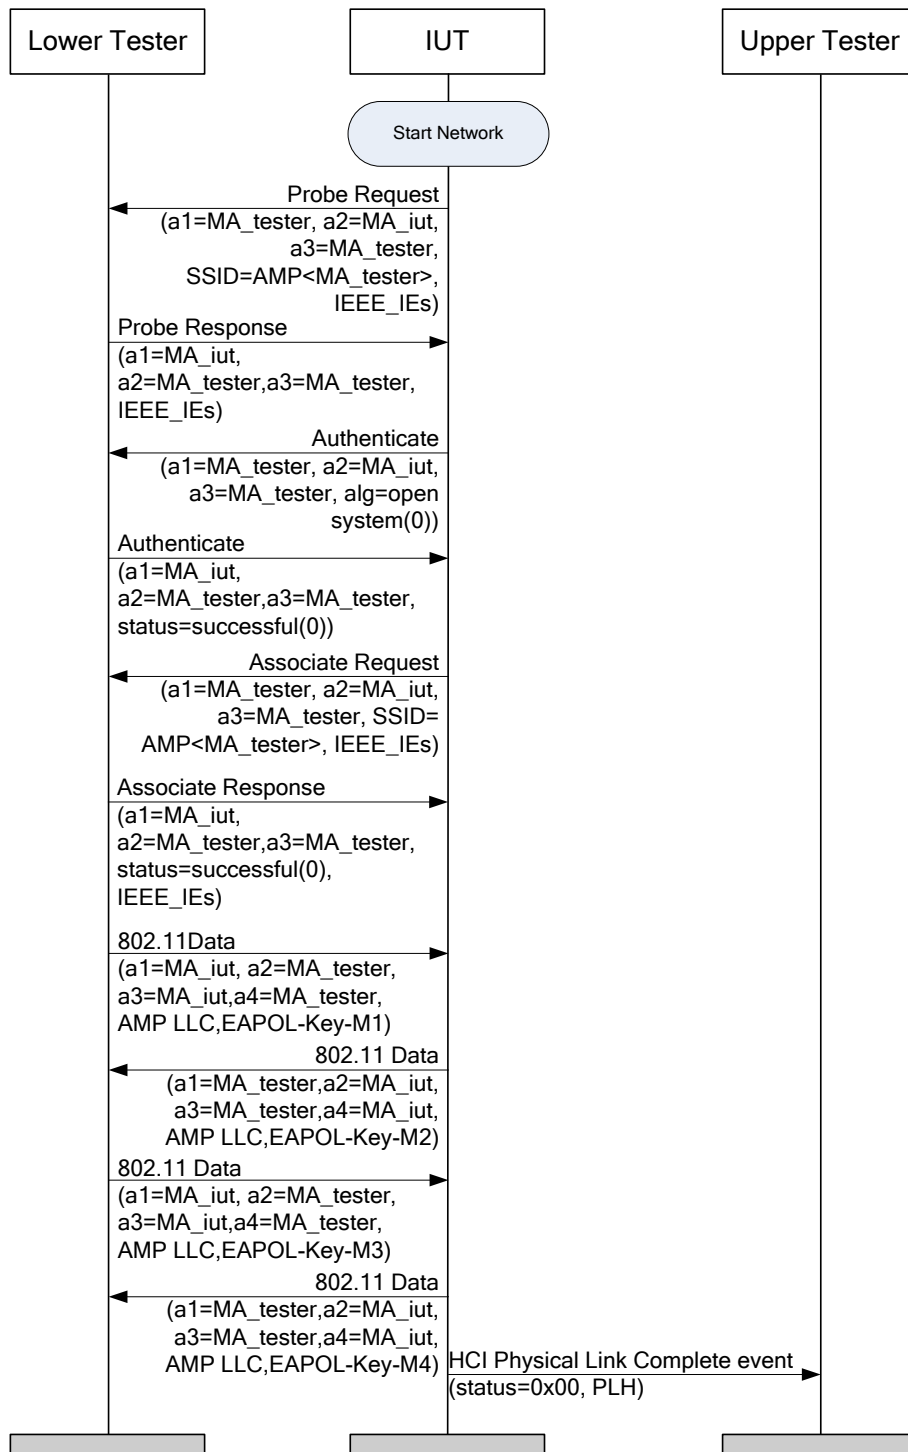 Lower Tester
IUT
Upper Tester
Start Network
Probe Request
(a1=MA_tester, a2=MA_iut,
a3=MA_tester,
SSID=AMP<MA_tester>,
IEEE_IEs)
Probe Response
(a1=MA_iut,
a2=MA_tester,a3=MA_tester,
IEEE_IEs)
Authenticate
(a1=MA_tester, a2=MA_iut,
a3=MA_tester, alg=open
system(0))
Authenticate
(a1=MA_iut,
a2=MA_tester,a3=MA_tester,
status=successful(0))
Associate Request
(a1=MA_tester, a2=MA_iut,
a3=MA_tester, SSID=
AMP<MA_tester>, IEEE_IEs)
Associate Response
(a1=MA_iut,
a2=MA_tester,a3=MA_tester,
status=successful(0),
IEEE_IEs)
802.11Data
(a1=MA_iut, a2=MA_tester,
a3=MA_iut,a4=MA_tester,
AMP LLC,EAPOL-Key-M1)
802.11 Data
(a1=MA_tester,a2=MA_iut,
a3=MA_tester,a4=MA_iut,
AMP LLC,EAPOL-Key-M2)
802.11 Data
(a1=MA_iut, a2=MA_tester,
a3=MA_iut,a4=MA_tester,
AMP LLC,EAPOL-Key-M3)
802.11 Data
(a1=MA_tester,a2=MA_iut,
a3=MA_tester,a4=MA_iut,
AMP LLC,EAPOL-Key-M4)
HCI Physical Link Complete event
(status=0x00, PLH)